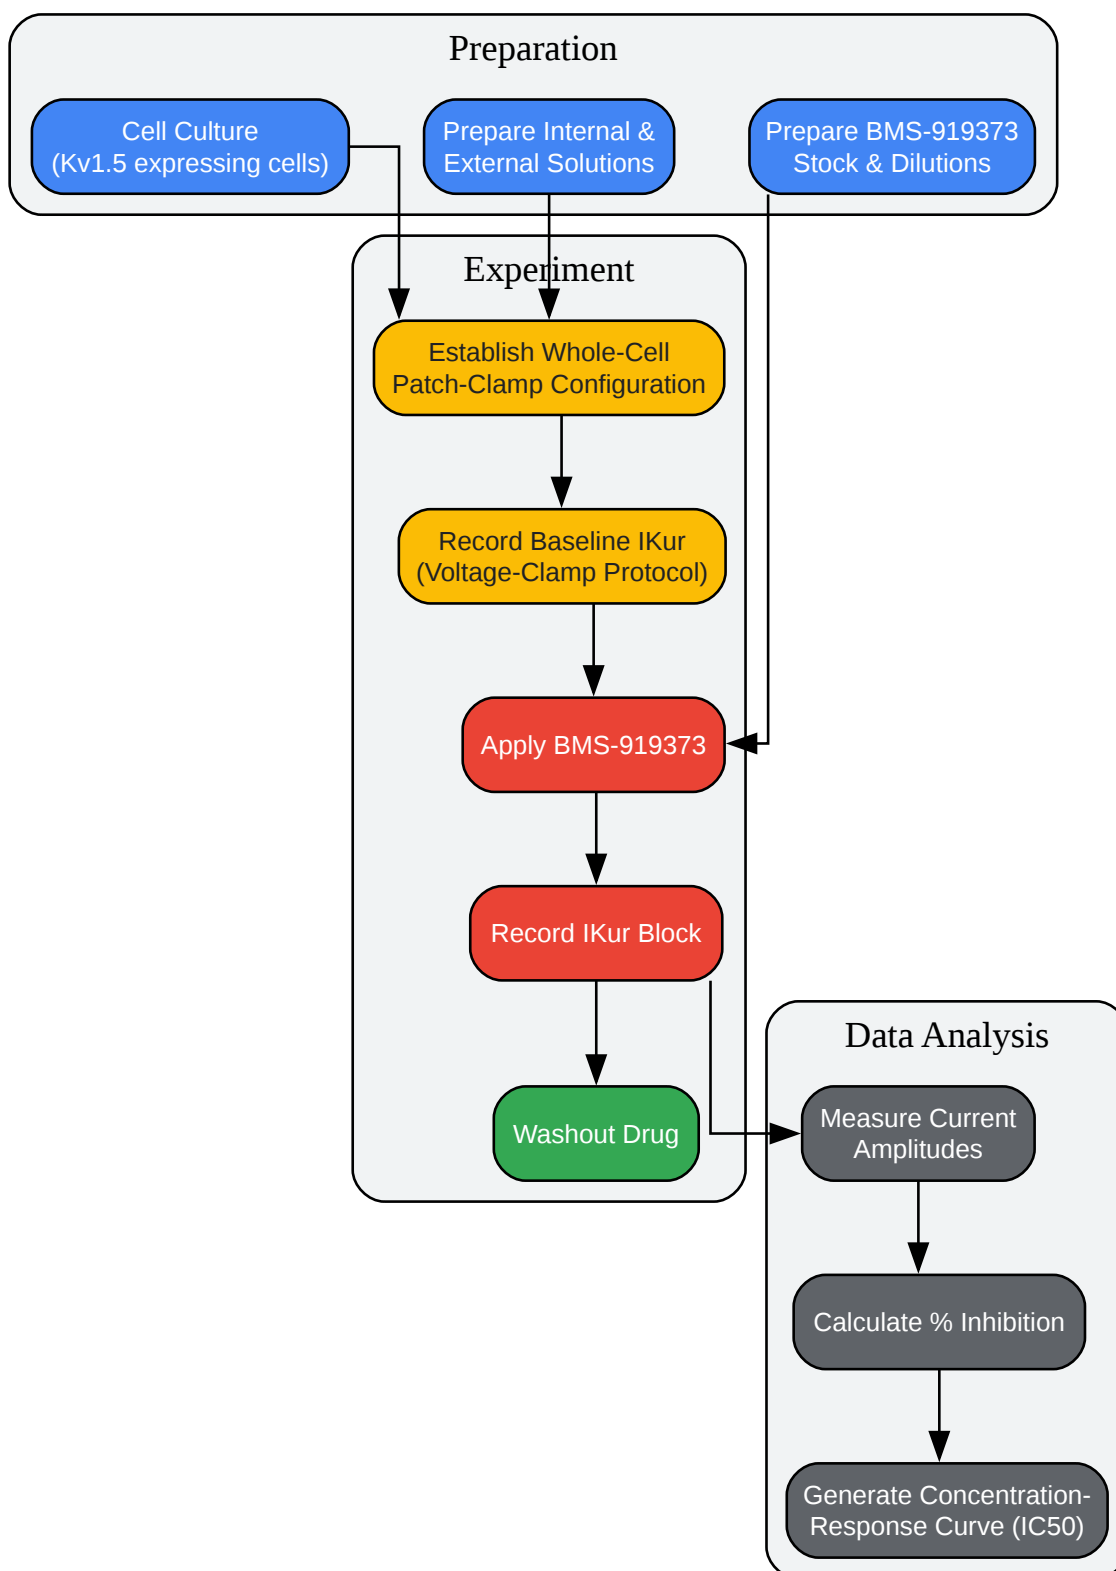 Preparation
Cell Culture
(Kv1.5 expressing cells)
Prepare Internal &
External Solutions
Prepare BMS-919373
Stock & Dilutions
Experiment
Establish Whole-Cell
Patch-Clamp Configuration
Record Baseline IKur
(Voltage-Clamp Protocol)
Apply BMS-919373
Record IKur Block
Washout Drug
Data Analysis
Measure Current
Amplitudes
Calculate % Inhibition
Generate Concentration-
Response Curve (IC50)